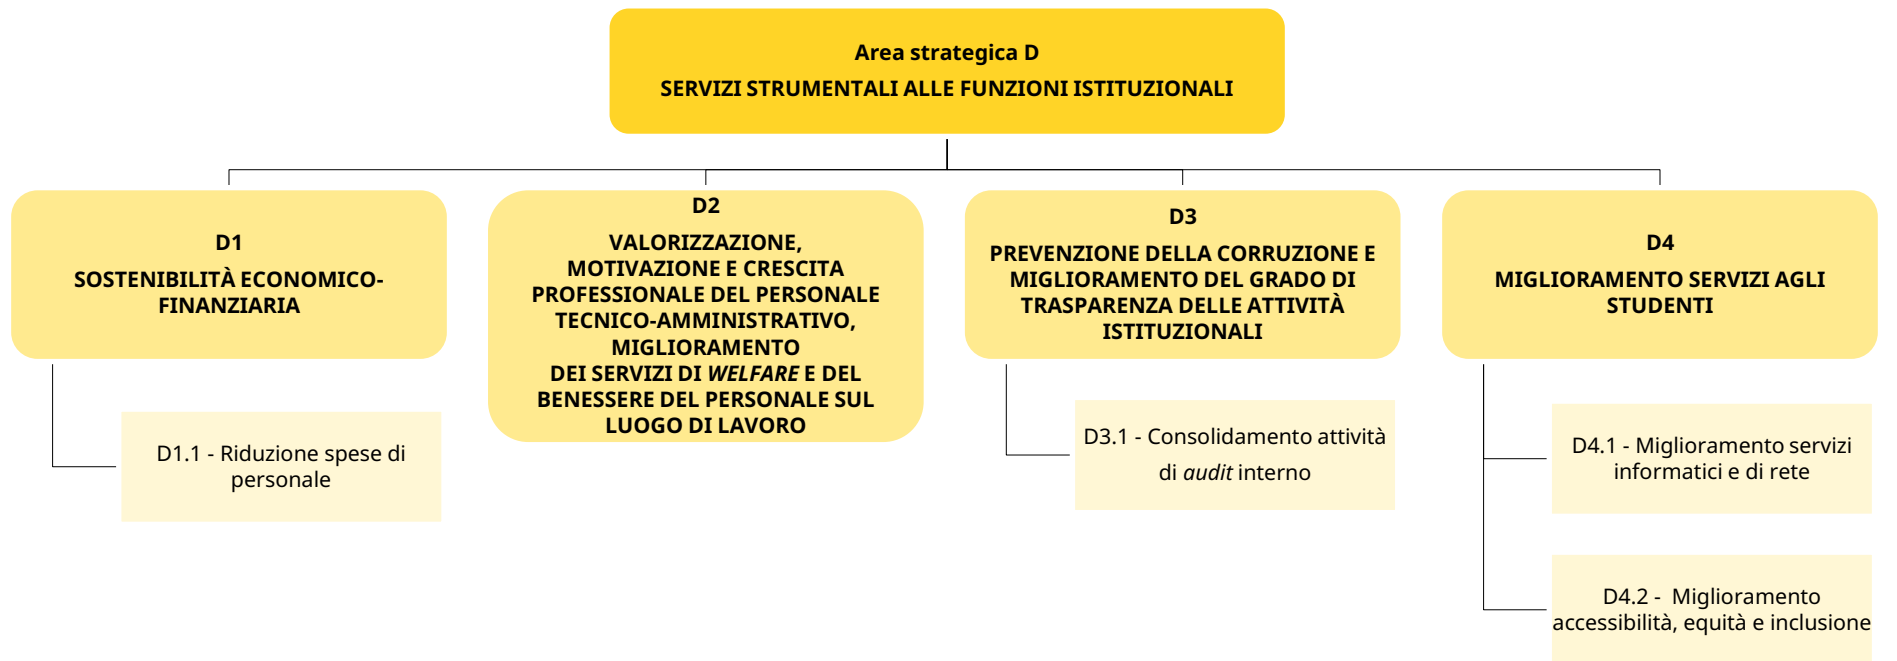 Area strategica D
SERVIZI STRUMENTALI ALLE FUNZIONI ISTITUZIONALI
D1
SOSTENIBILITÀ ECONOMICO-
FINANZIARIA
D1.1 - Riduzione spese di
personale
D2
VALORIZZAZIONE,
MOTIVAZIONE E CRESCITA
PROFESSIONALE DEL PERSONALE
TECNICO-AMMINISTRATIVO,
MIGLIORAMENTO
DEI SERVIZI DI WELFARE E DEL
BENESSERE DEL PERSONALE SUL
LUOGO DI LAVORO
D3
PREVENZIONE DELLA CORRUZIONE E
MIGLIORAMENTO DEL GRADO DI
TRASPARENZA DELLE ATTIVITÀ
ISTITUZIONALI
D3.1 - Consolidamento attività
di audit interno
D4
MIGLIORAMENTO SERVIZI AGLI
STUDENTI
D4.1 - Miglioramento servizi
informatici e di rete
D4.2 - Miglioramento
accessibilità, equità e inclusione